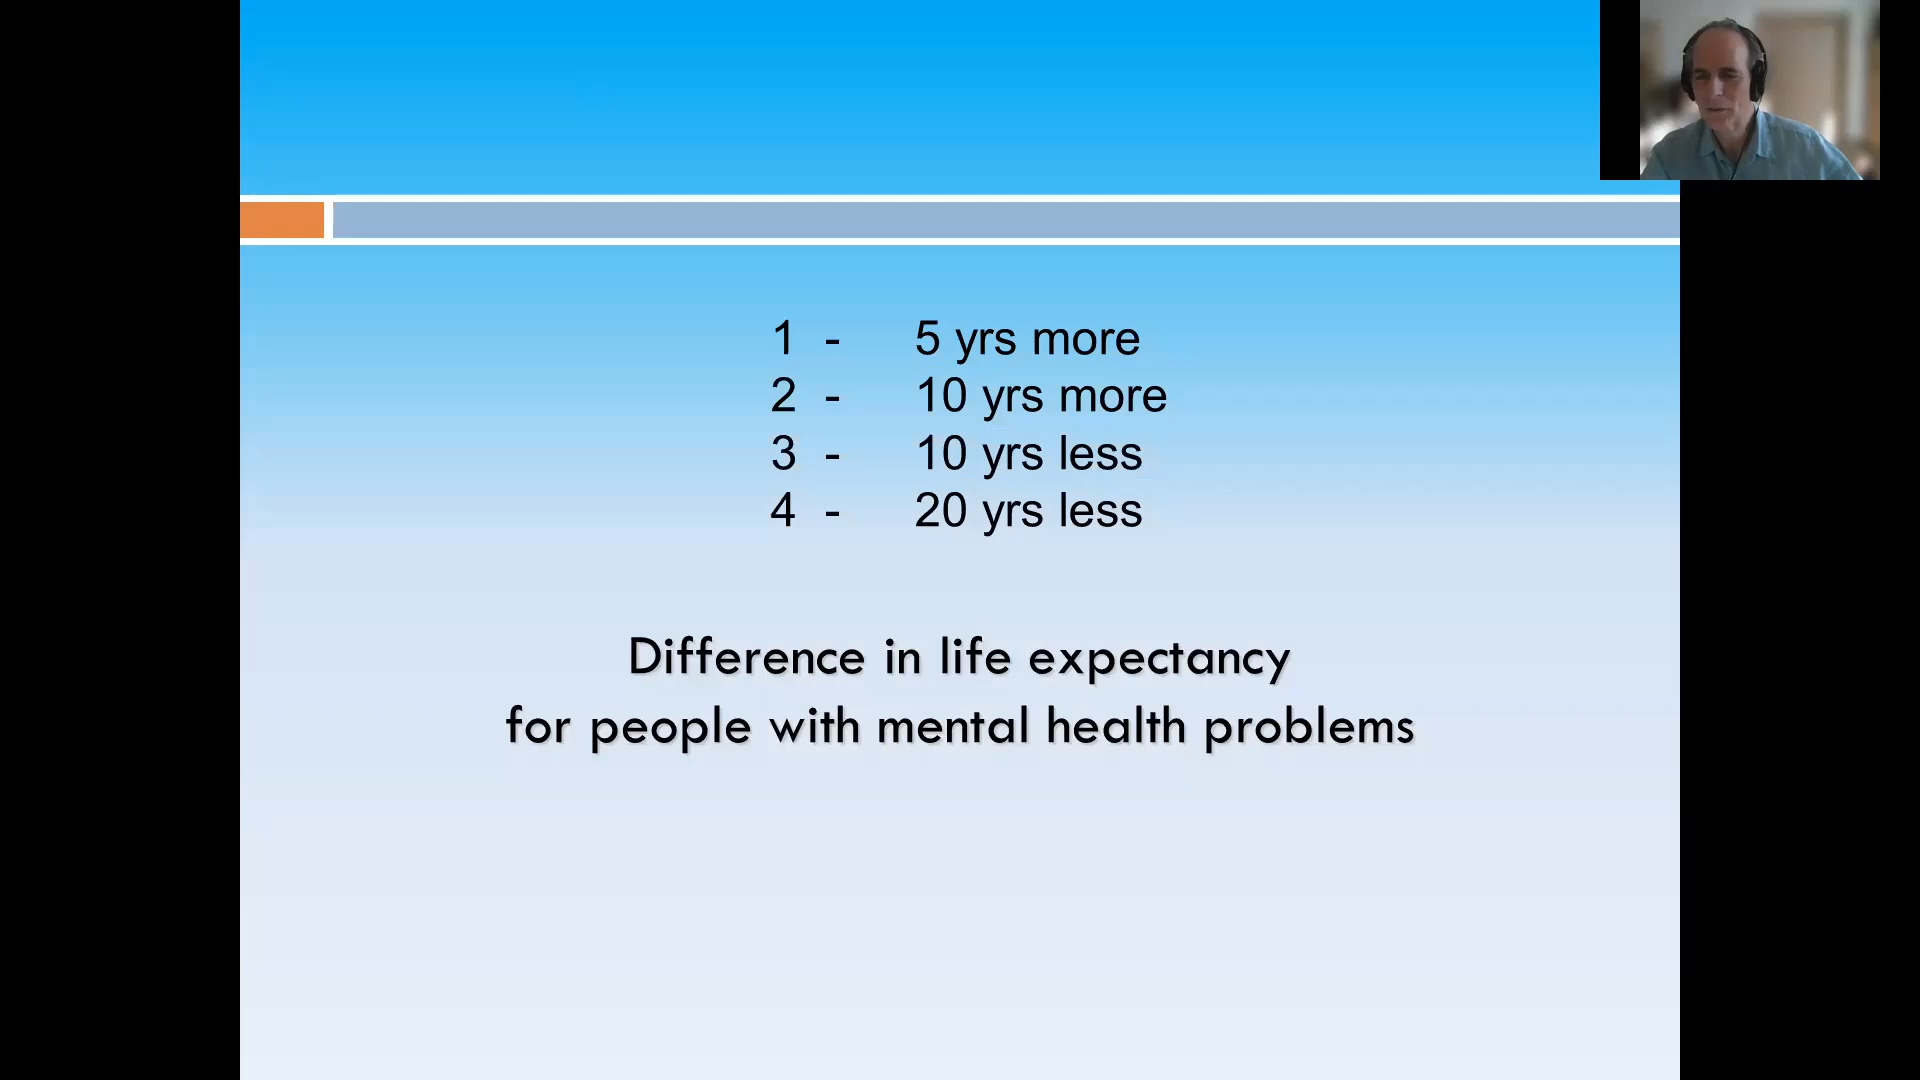 1 - 5 yrs more
2 - 10 yrs more
3 - 10 yrs less
4 - 20 yrs less
Difference in life expectancy
for people with mental health problems